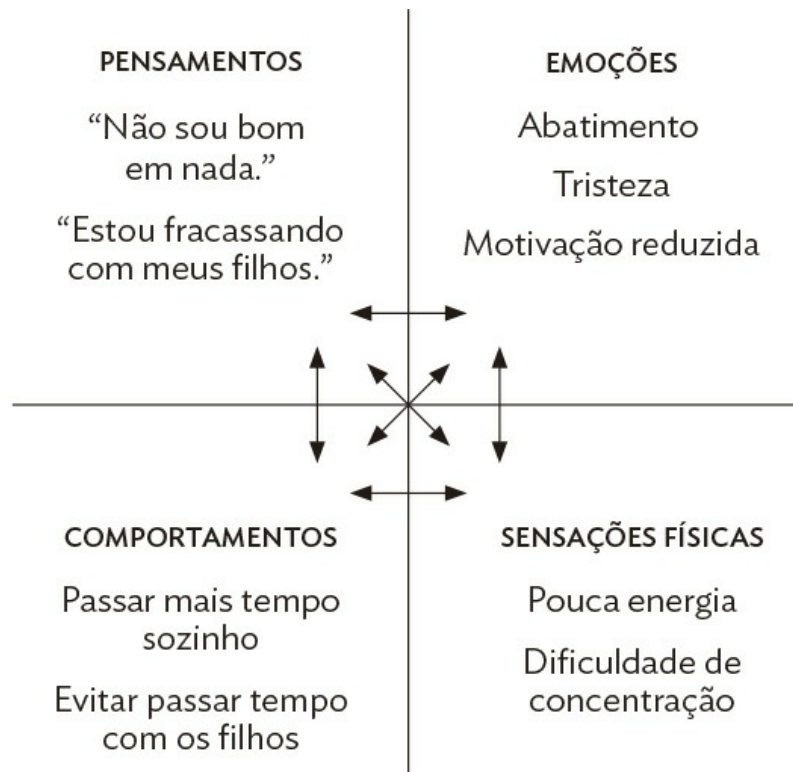 PENSAMENTOS
“Não sou bom
em nada.”
“Estou fracassando
com meus filhos.”
EMOÇÕES
Abatimento
Tristeza
Motivação reduzida
COMPORTAMENTOS
Passar mais tempo
sozinho
Evitar passar tempo
com os filhos
SENSAÇÕES FÍSICAS
Pouca energia
Dificuldade de
concentração